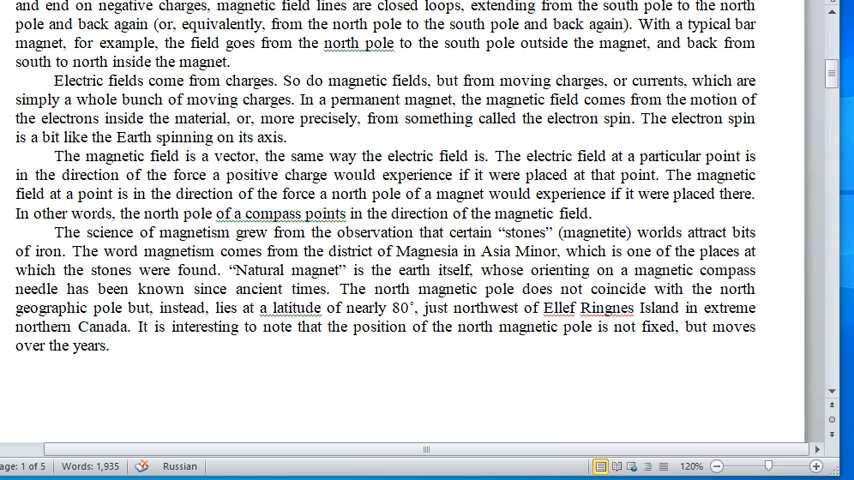 and end on negative charges, magnetic field lines are closed loops, extending from the south pole to the north
pole and back again (or, equivalently, from the north pole to the south pole and back again). With a typical bar
magnet, for example, the field goes from the north pole to the south pole outside the magnet, and back from
south to north inside the magnet.
Electric fields come from charges. So do magnetic fields, but from moving charges, or currents, which are
simply a whole bunch of moving charges. In a permanent magnet, the magnetic field comes from the motion of
the electrons inside the material, or, more precisely, from something called the electron spin. The electron spin
is a bit like the Earth spinning on its axis.
The magnetic field is a vector, the same way the electric field is. The electric field at a particular point is
in the direction of the force a positive charge would experience if it were placed at that point. The magnetic
field at a point is in the direction of the force a north pole of a magnet would experience if it were placed there.
In other words, the north pole of a compass points in the direction of the magnetic field.
The science of magnetism grew from the observation that certain “stones” (magnetite) worlds attract bits
of iron. The word magnetism comes from the district of Magnesia in Asia Minor, which is one of the places at
which the stones were found. “Natural magnet” is the earth itself, whose orienting on a magnetic compass
needle has been known since ancient times. The north magnetic pole does not coincide with the north
geographic pole but, instead, lies at a latitude of nearly 80˚, just northwest of Ellef Ringnes Island in extreme
northern Canada. It is interesting to note that the position of the north magnetic pole is not fixed, but moves
over the years.
age: 1 of 5 Words: 1,935 Russian 120%